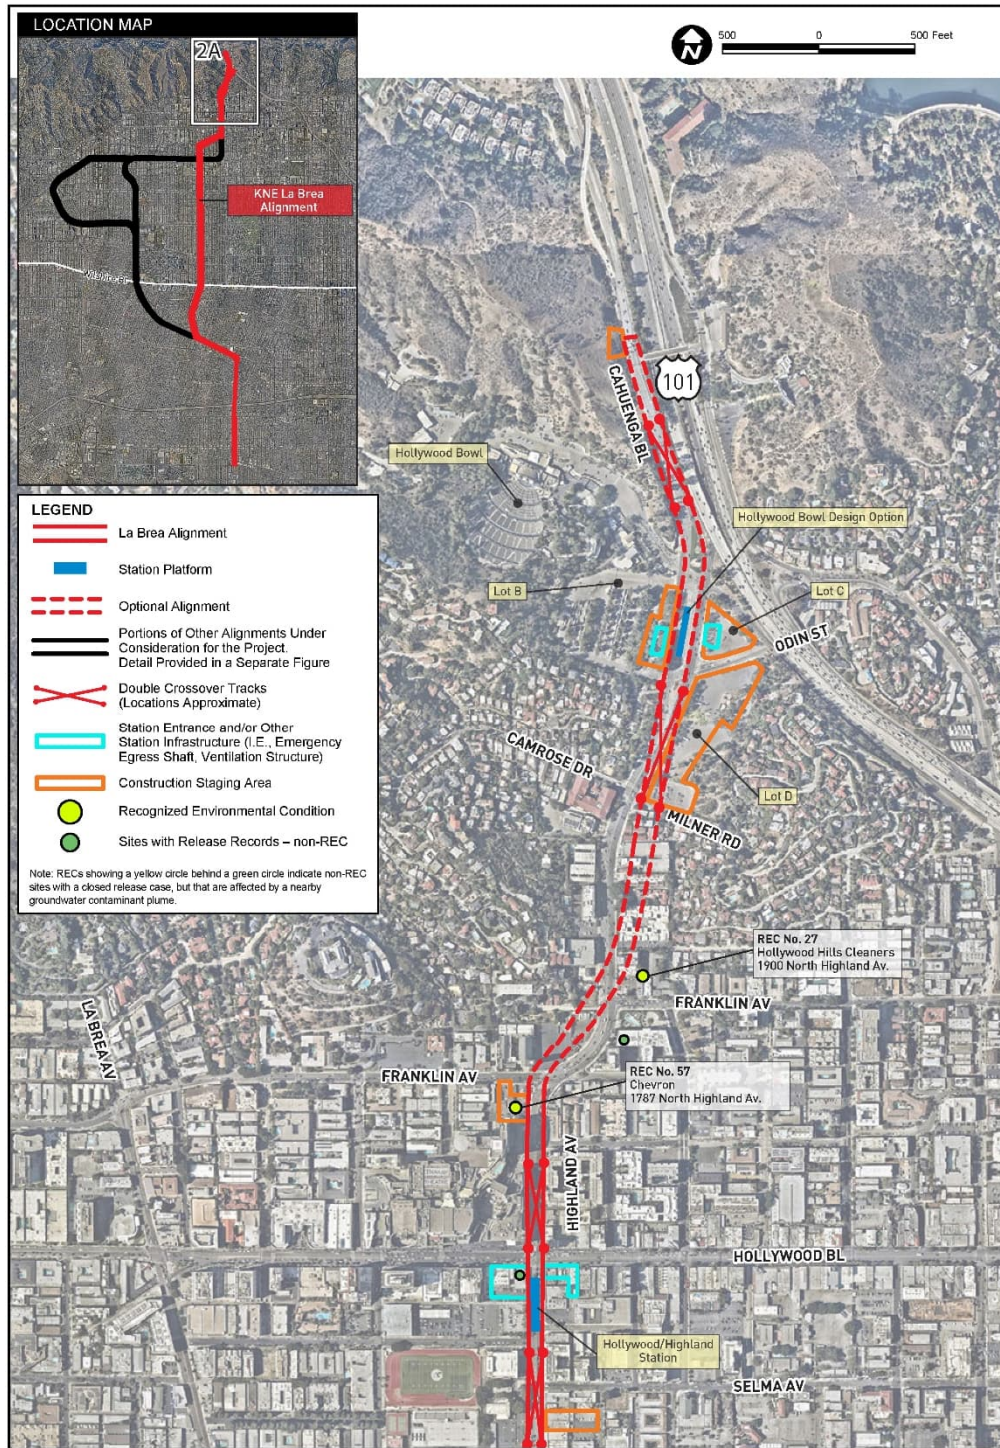 LOCATION MAP
2A
KNE La Brea
Alignment
Wilshire Bl
N
500
0
500 Feet
LEGEND
La Brea Alignment
Station Platform
Optional Alignment
Portions of Other Alignments Under
Consideration for the Project.
Detail Provided in a Separate Figure
Double Crossover Tracks
(Locations Approximate)
Station Entrance and/or Other
Station Infrastructure (I.E., Emergency
Egress Shaft, Ventilation Structure)
Construction Staging Area
Recognized Environmental Condition
Sites with Release Records – non-REC
Note: RECs showing a yellow circle behind a green circle indicate non-REC
sites with a closed release case, but that are affected by a nearby
groundwater contaminant plume.
101
CAHUENGA BL
Hollywood Bowl
Hollywood Bowl Design Option
Lot B
Lot C
ODIN ST
CAMROSE DR
Lot D
MILNER RD
REC No. 27
Hollywood Hills Cleaners
1900 North Highland Av.
FRANKLIN AV
LA BREA AV
FRANKLIN AV
REC No. 57
Chevron
1787 North Highland Av.
HIGHLAND AV
HOLLYWOOD BL
Hollywood/Highland
Station
SELMA AV